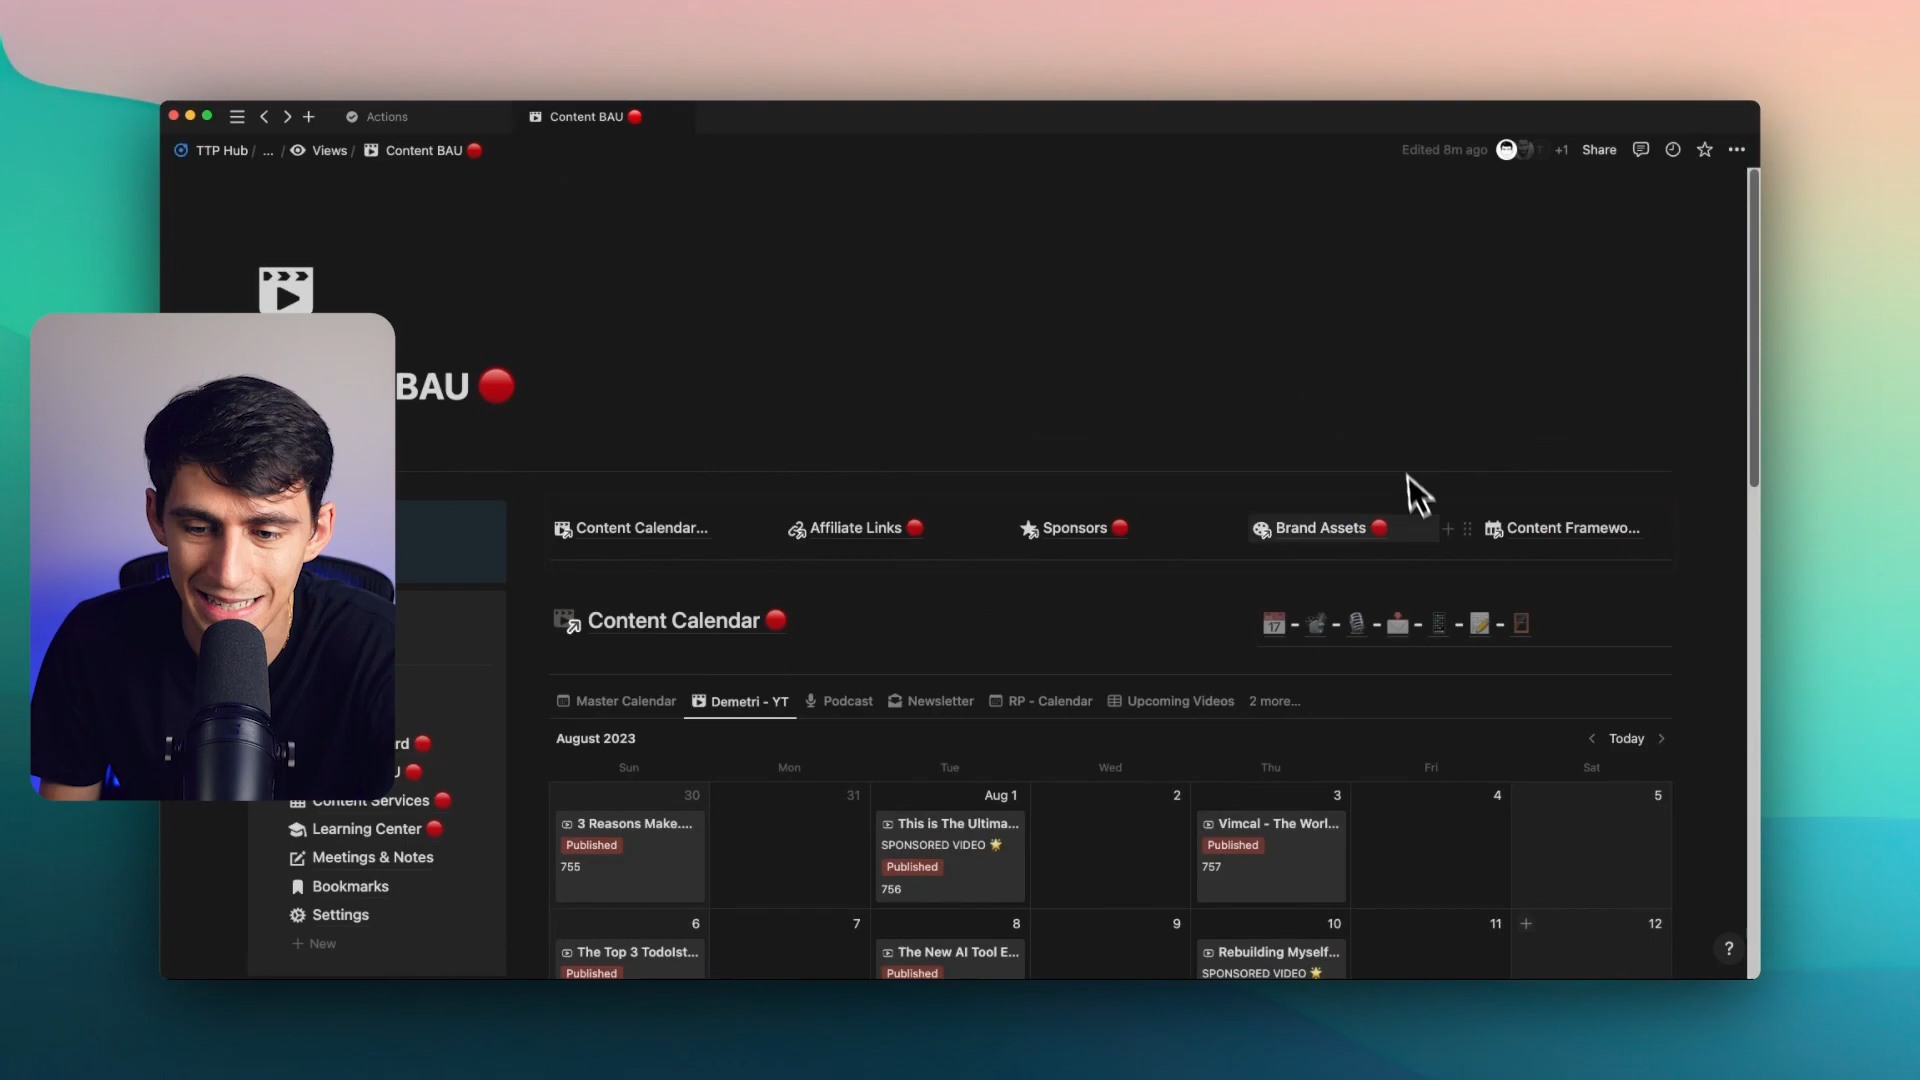 Actions
Content BAU
TTP Hub / ... / Views / Content BAU
Edited 8m ago
+1
Share
BAU
Content Calendar...
Affiliate Links
Sponsors
Brand Assets
Content Framewo...
Content Calendar
17
Master Calendar
Demetri - YT
Podcast
Newsletter
RP - Calendar
Upcoming Videos
2 more...
August 2023
Today
Sun Mon Tue Wed Thu Fri Sat
30 31 Aug 1 2 3 4 5
3 Reasons Make....
Published
755
This is The Ultima...
SPONSORED VIDEO
Published
756
Vimcal - The Worl...
Published
757
6 7 8 9 10 11 12
The Top 3 TodoIst...
Published
The New AI Tool E...
Published
Rebuilding Myself...
SPONSORED VIDEO
rd
Content Services
Learning Center
Meetings & Notes
Bookmarks
Settings
New
?